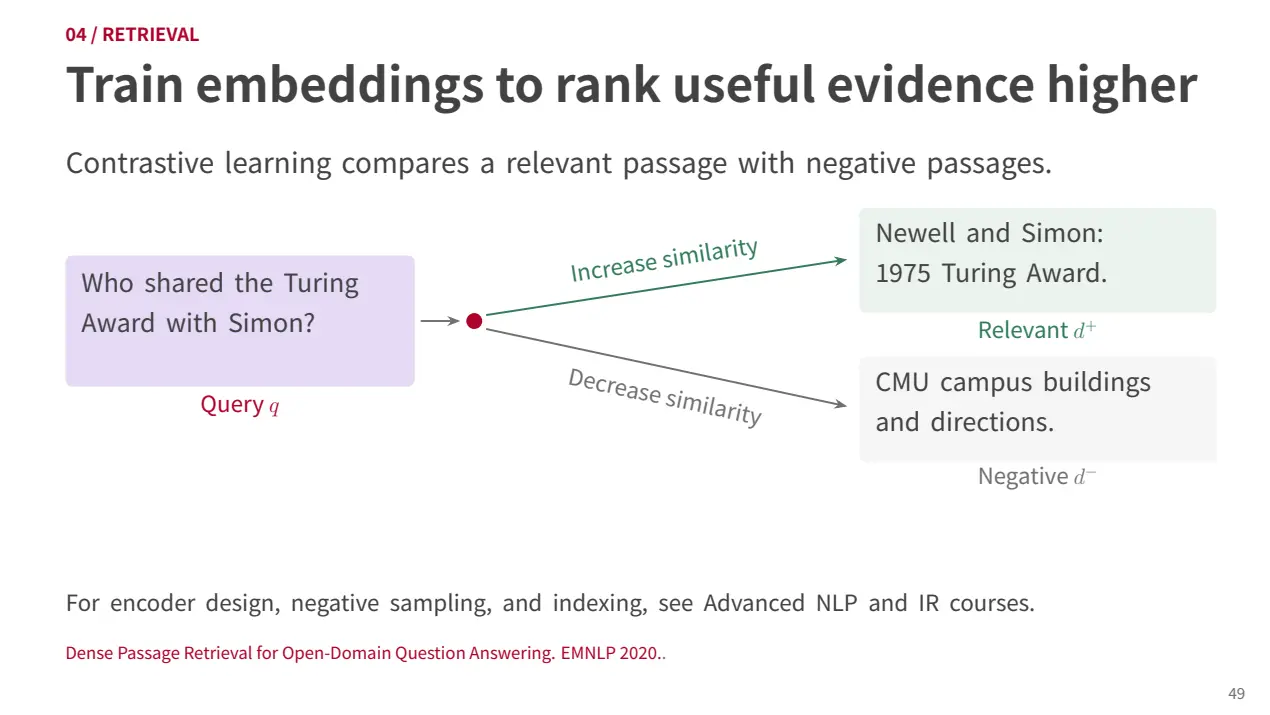 04 / RETRIEVAL
Train embeddings to rank useful evidence higher
Contrastive learning compares a relevant passage with negative passages.
Who shared the Turing
Award with Simon?
Query q
Increase similarity
Decrease similarity
Newell and Simon:
1975 Turing Award.
Relevant d⁺
CMU campus buildings
and directions.
Negative d⁻
For encoder design, negative sampling, and indexing, see Advanced NLP and IR courses.
Dense Passage Retrieval for Open-Domain Question Answering. EMNLP 2020..
49